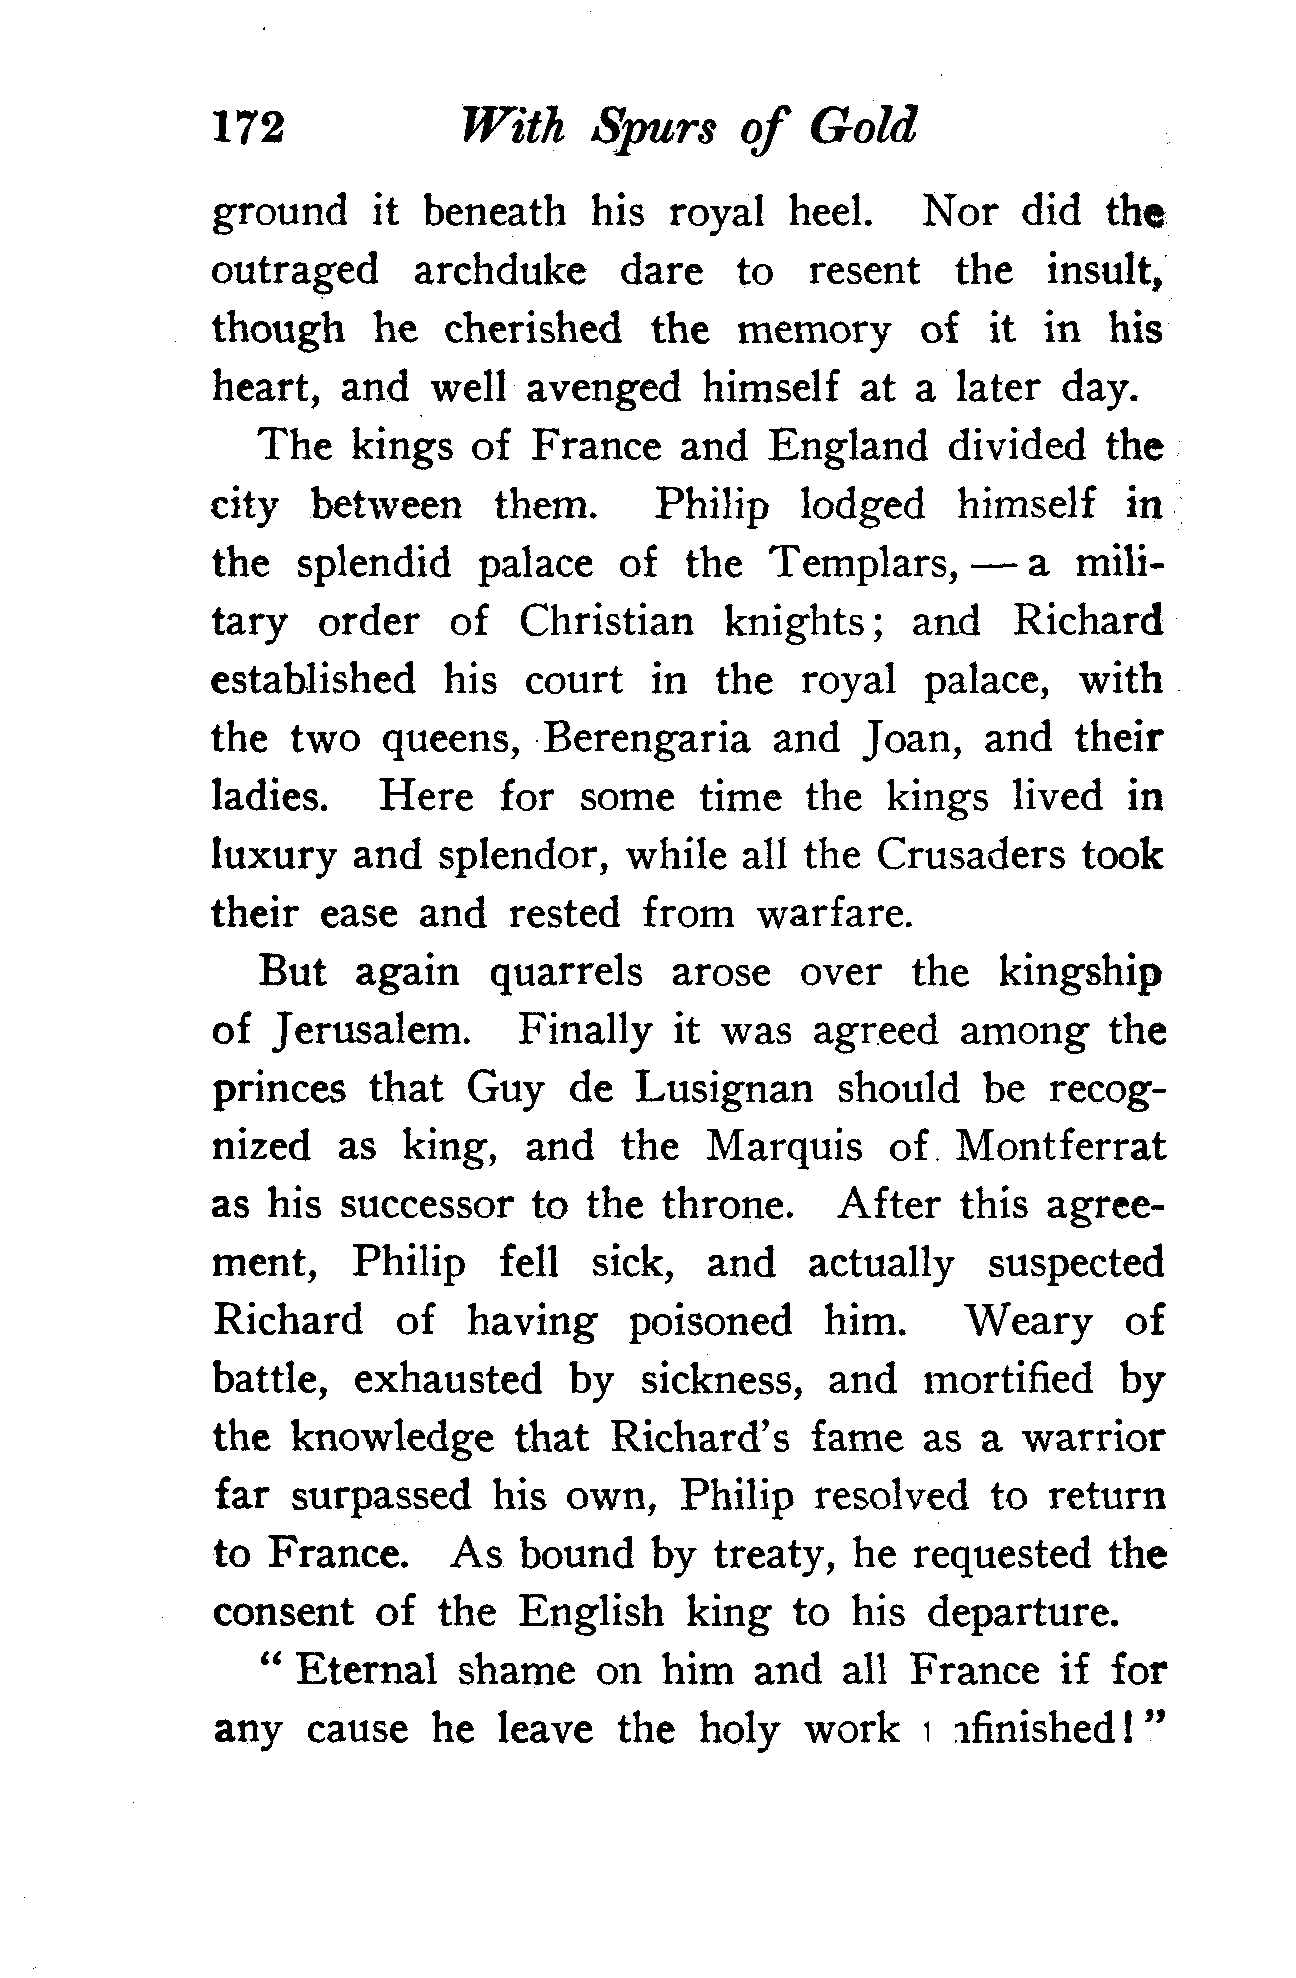 172 With Spurs of Gold
ground it beneath his royal heel. Nor did the
outraged archduke dare to resent the insult,
though he cherished the memory of it in his
heart, and well avenged himself at a later day.
The kings of France and England divided the
city between them. Philip lodged himself in
the splendid palace of the Templars, — a mili-
tary order of Christian knights; and Richard
established his court in the royal palace, with
the two queens, Berengaria and Joan, and their
ladies. Here for some time the kings lived in
luxury and splendor, while all the Crusaders took
their ease and rested from warfare.
But again quarrels arose over the kingship
of Jerusalem. Finally it was agreed among the
princes that Guy de Lusignan should be recog-
nized as king, and the Marquis of Montferrat
as his successor to the throne. After this agree-
ment, Philip fell sick, and actually suspected
Richard of having poisoned him. Weary of
battle, exhausted by sickness, and mortified by
the knowledge that Richard's fame as a warrior
far surpassed his own, Philip resolved to return
to France. As bound by treaty, he requested the
consent of the English king to his departure.
" Eternal shame on him and all France if for
any cause he leave the holy work unfinished! "